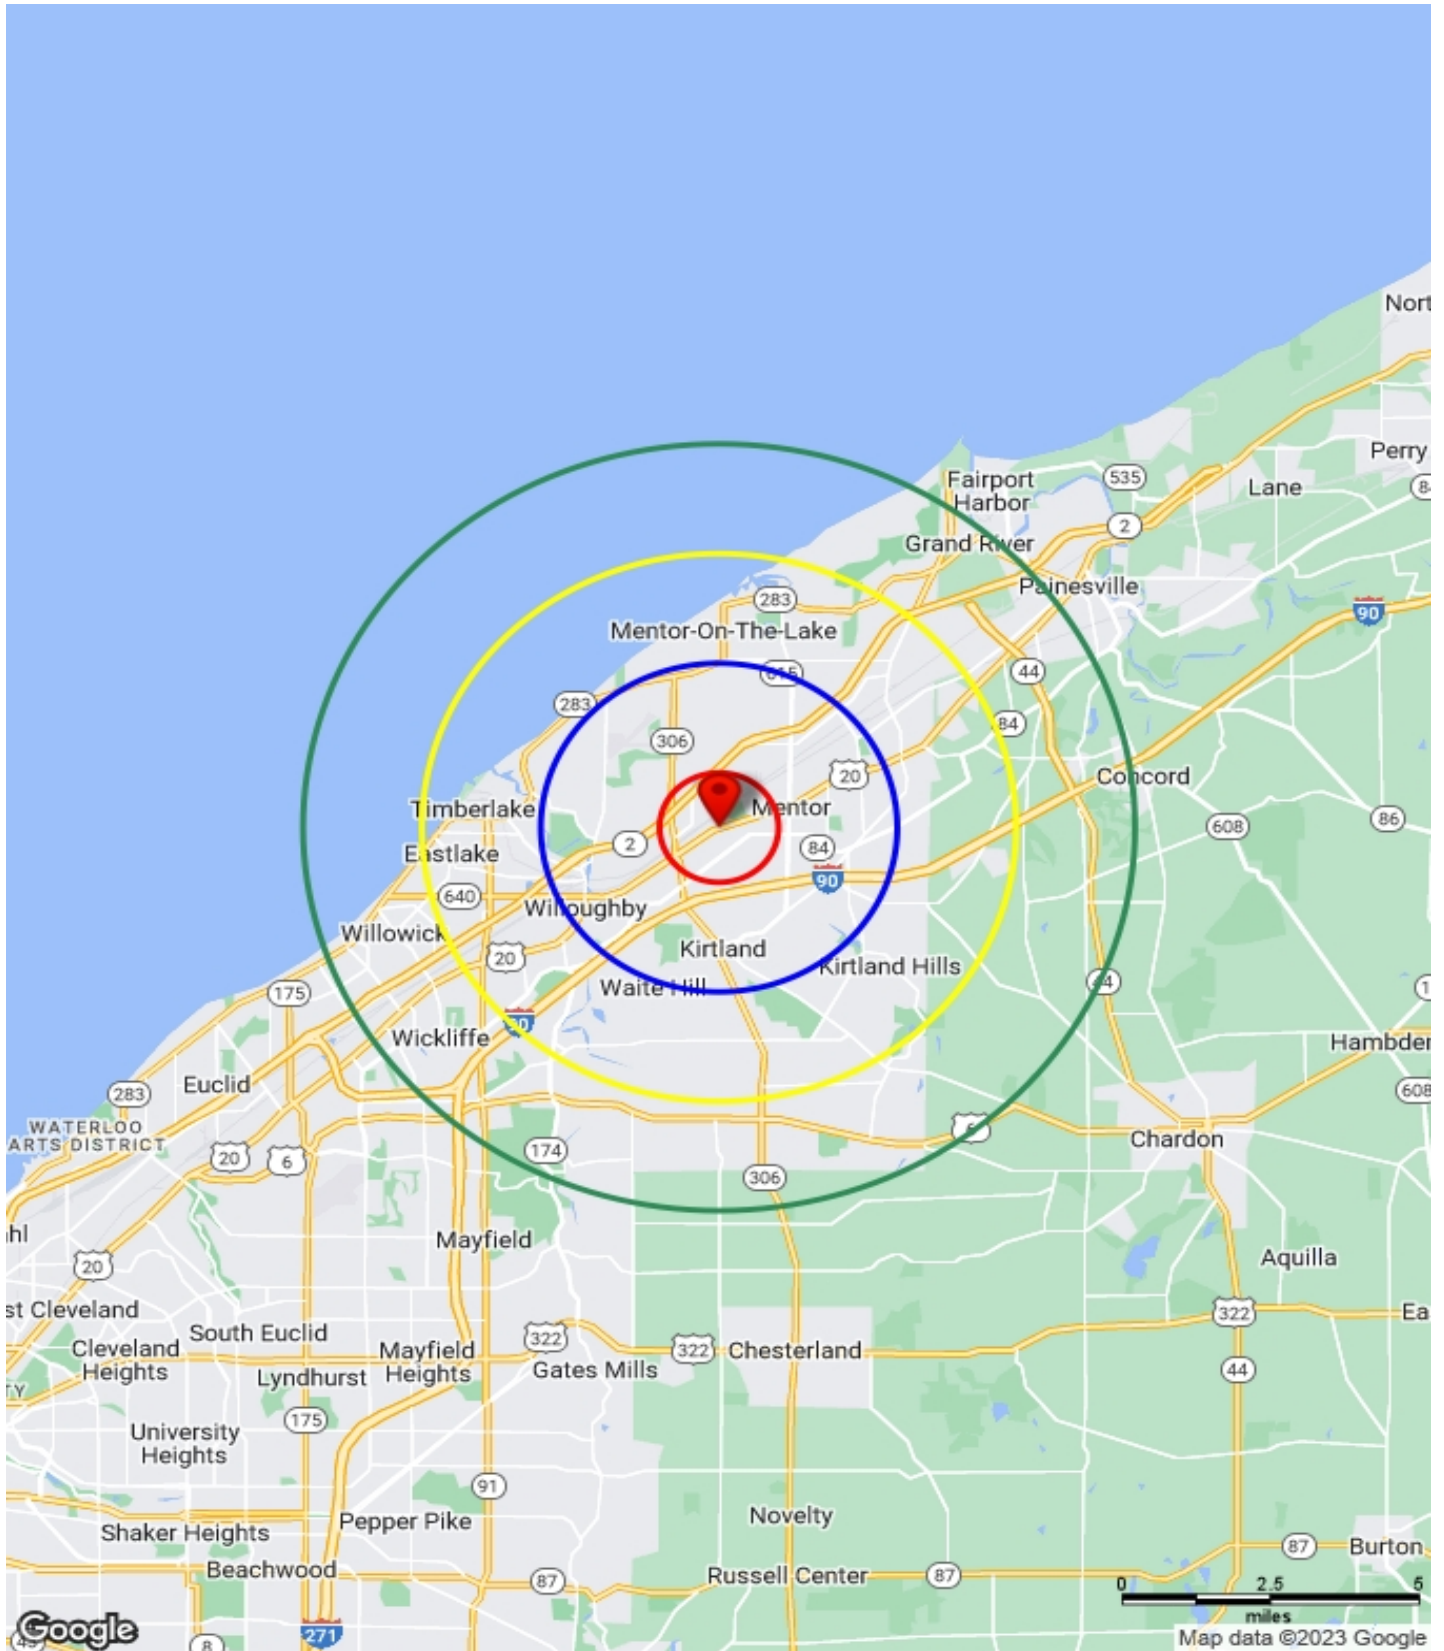 Nort
Perry
84
Lane
535
Fairport
Harbor
2
Grand River
Painesville
283
90
Mentor-On-The-Lake
615
44
283
84
306
20
Concord
Timberlake
Mentor
608
86
2
84
Eastlake
90
640
Willoughby
Willowick
Kirtland
20
Kirtland Hills
44
Waite Hill
175
90
Wickliffe
Hambden
Euclid
283
608
WATERLOO
ARTS DISTRICT
6
Chardon
20
6
174
306
Mayfield
Aquilla
20
st Cleveland
322
Ea
South Euclid
322
Cleveland
Heights
Mayfield
Heights
322
Chesterland
Lyndhurst
Gates Mills
44
TY
175
University
Heights
91
Novelty
Pepper Pike
Shaker Heights
87
Burton
Beachwood
87
Russell Center
87
0 2.5 5
miles
Google
271
8
Map data ©2023 Google